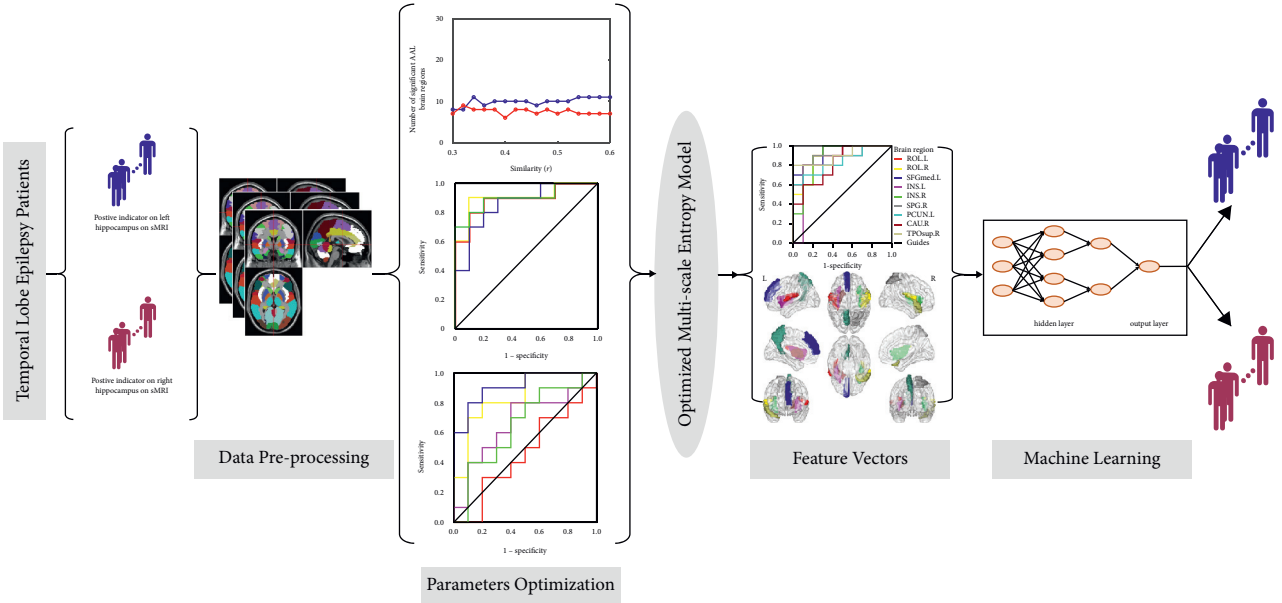 Temporal Lobe Epilepsy Patients
Postive indicator on left
hippocampus on sMRI
Postive indicator on right
hippocampus on sMRI
Data Pre-processing
Number of significant AAL
brain regions
30
20
10
0
0.3
0.4
0.5
0.6
Similarity (r)
Sensitivity
1.0
0.8
0.6
0.4
0.2
0.0
0.0
0.2
0.4
0.6
0.8
1.0
1 – specificity
Sensitivity
1.0
0.8
0.6
0.4
0.2
0.0
0.0
0.2
0.4
0.6
0.8
1.0
1 – specificity
Parameters Optimization
Optimized Multi-scale Entropy Model
Sensitivity
1.0
0.8
0.6
0.4
0.2
0.0
0.0
0.2
0.4
0.6
0.8
1.0
1-specificity
Brain region
ROL.L
ROL.R
SFGmed.L
INS.L
INS.R
SPG.R
PCUN.L
CAU.R
TPOsup.R
Guides
L
R
Feature Vectors
hidden layer
output layer
Machine Learning